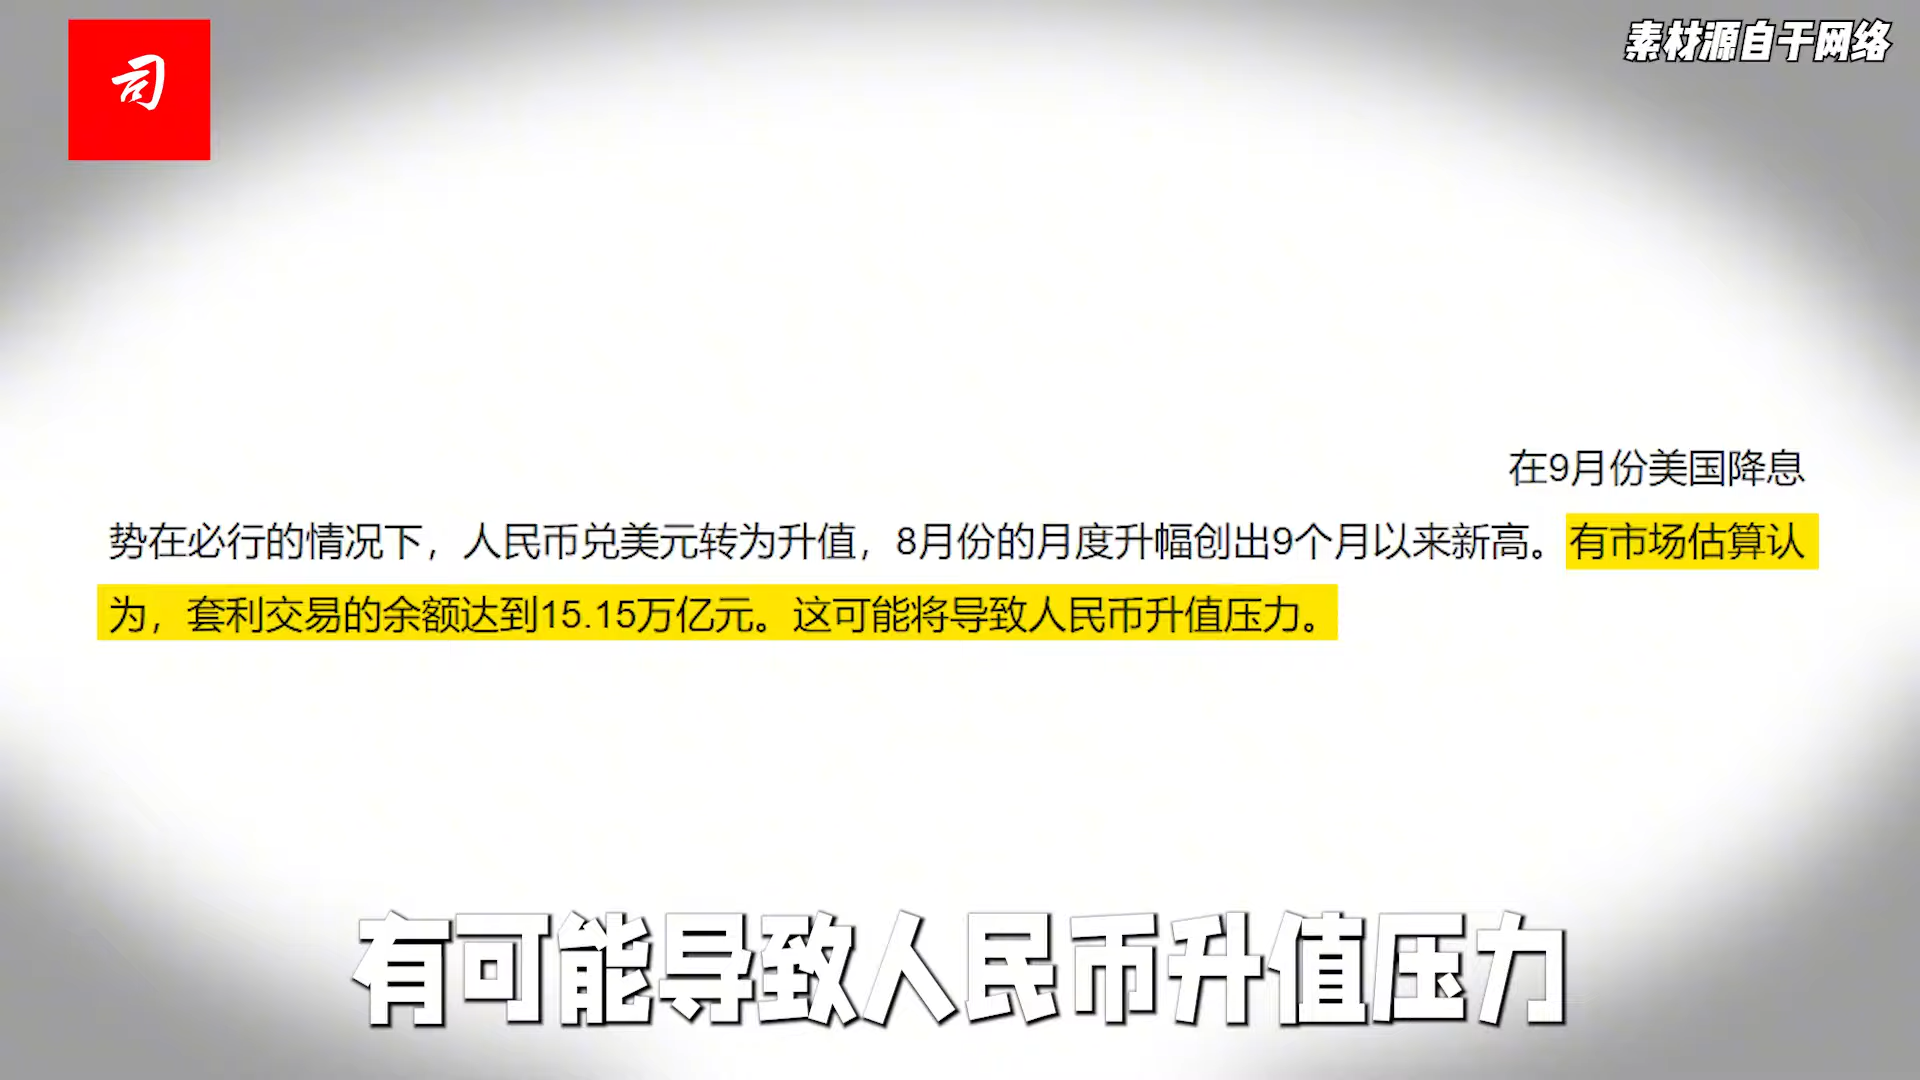 司
素材源自于网络
在9月份美国降息
势在必行的情况下，人民币兑美元转为升值，8月份的月度升幅创出9个月以来新高。有市场估算认
为，套利交易的余额达到15.15万亿元。这可能将导致人民币升值压力。
有可能导致人民币升值压力